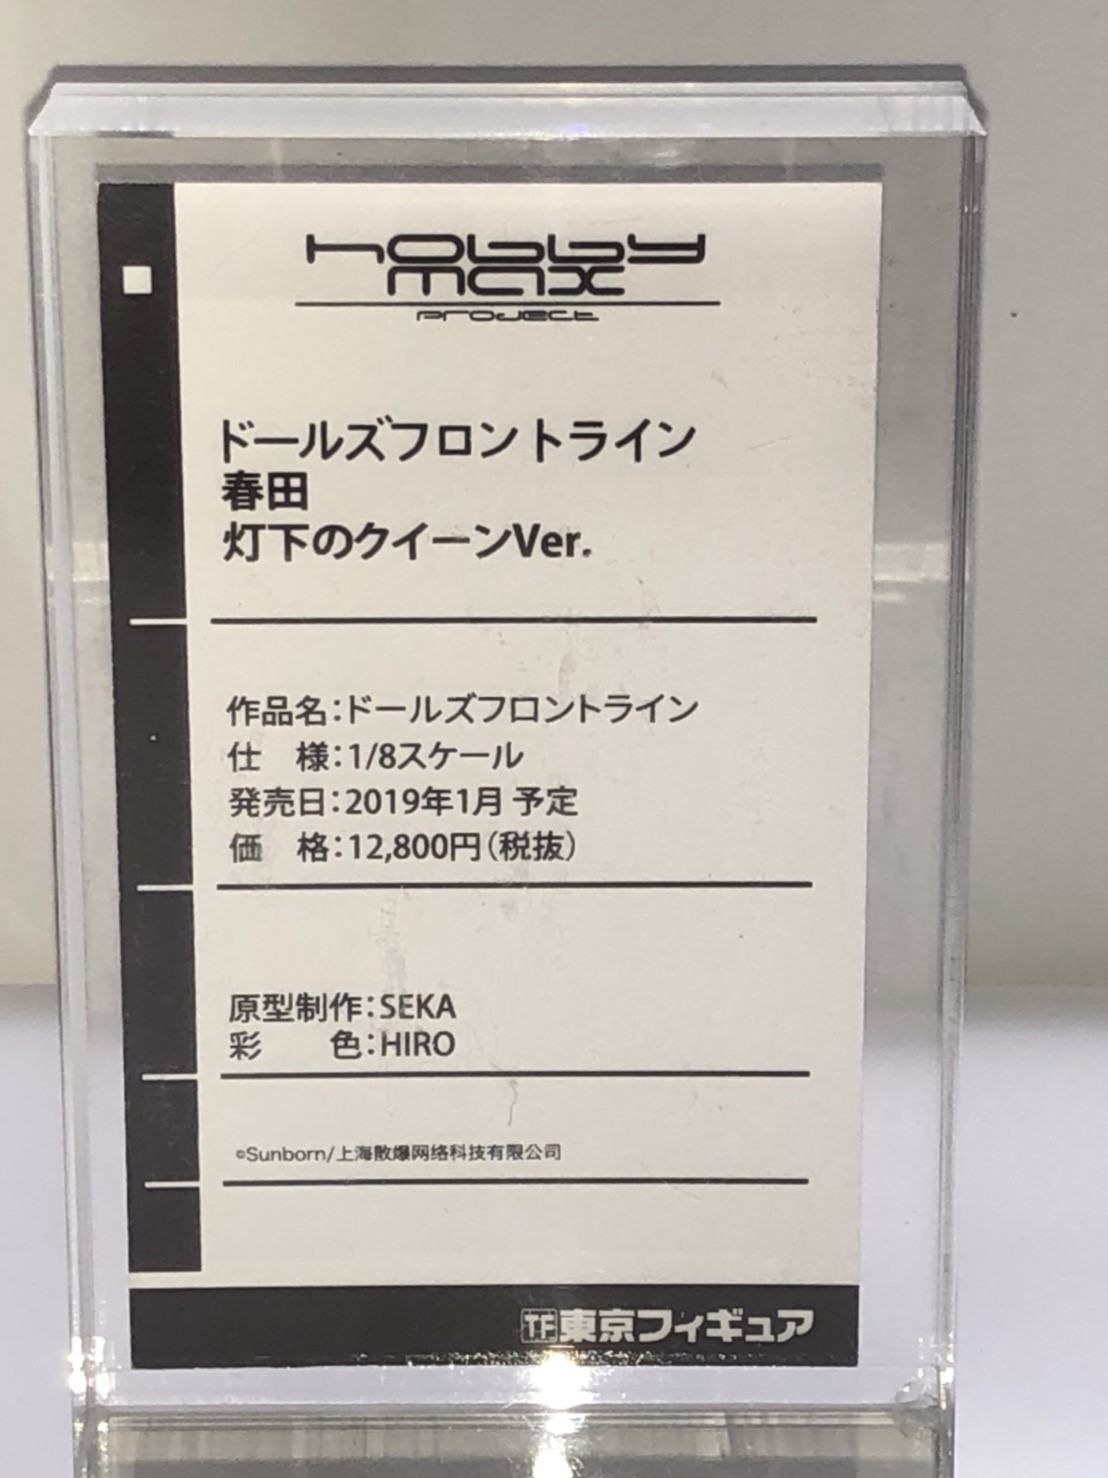 hobby
max
project
ドールズフロントライン
春田
灯下のクイーンVer.
作品名:ドールズフロントライン
仕　様:1/8スケール
発売日:2019年1月 予定
価　格:12,800円(税抜)
原型制作:SEKA
彩　　色:HIRO
©Sunborn/上海散爆网络科技有限公司
TF東京フィギュア